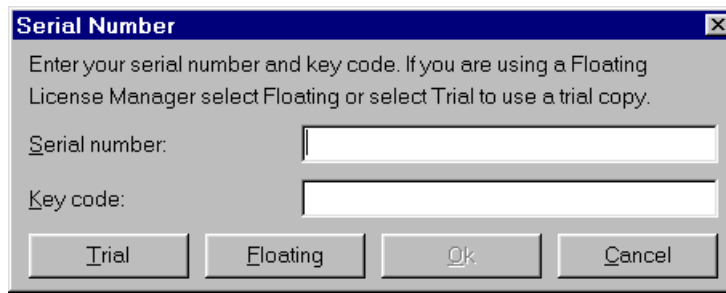 Serial Number
Enter your serial number and key code. If you are using a Floating
License Manager select Floating or select Trial to use a trial copy.
Serial number:
Key code:
Trial Floating Ok Cancel